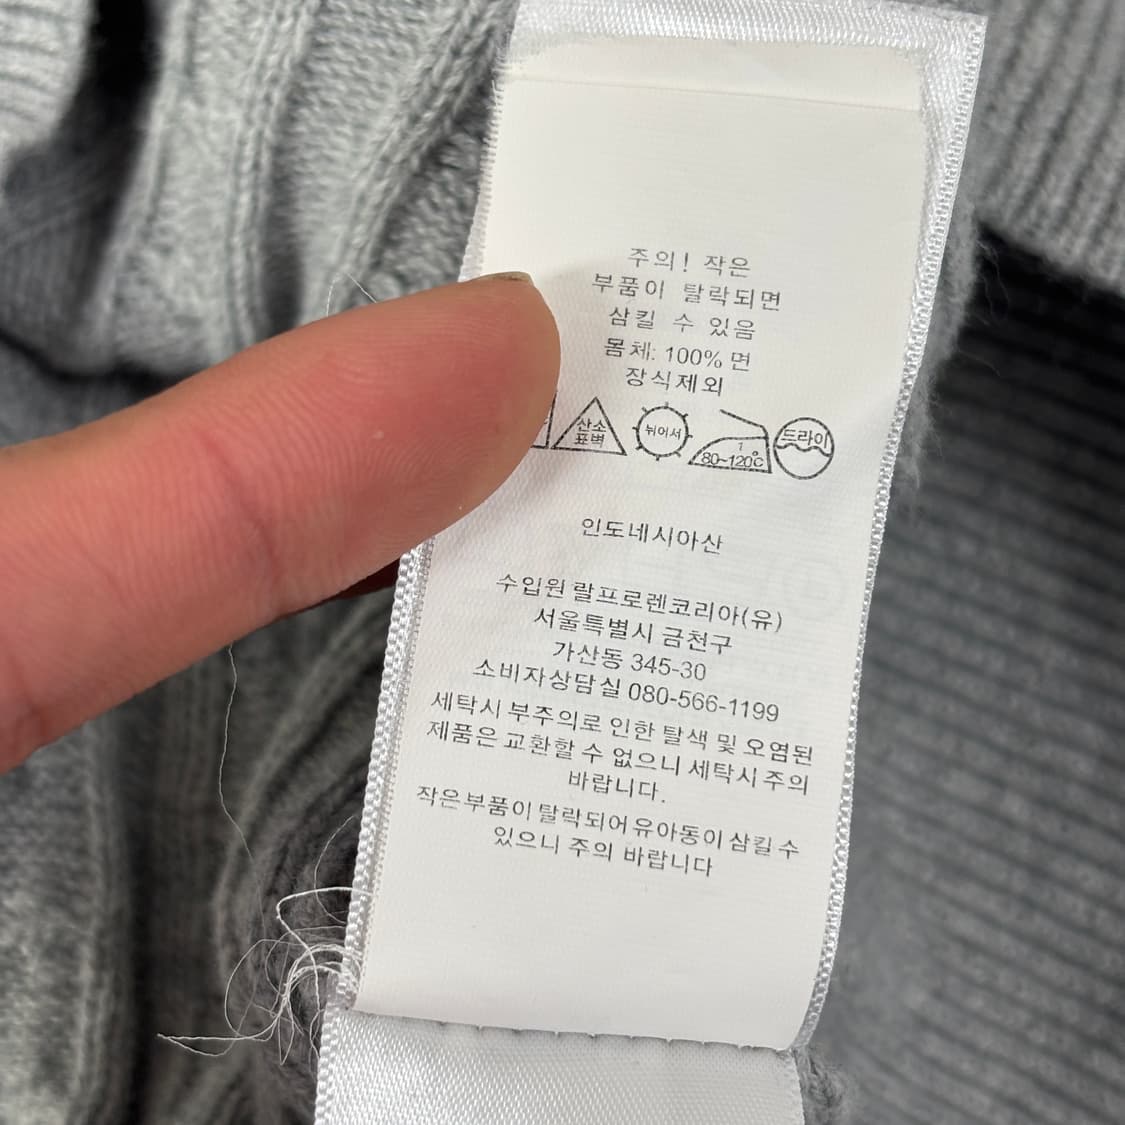 주의! 작은
부품이 탈락되면
삼킬 수 있음
몸체: 100% 면
장식제외
산소
표백
뉘어서
1
80~120°C
드라이
인도네시아산
수입원 랄프로렌코리아(유)
서울특별시 금천구
가산동 345-30
소비자상담실 080-566-1199
세탁시 부주의로 인한 탈색 및 오염된
제품은 교환할 수 없으니 세탁시 주의
바랍니다.
작은부품이 탈락되어 유아동이 삼킬 수
있으니 주의 바랍니다